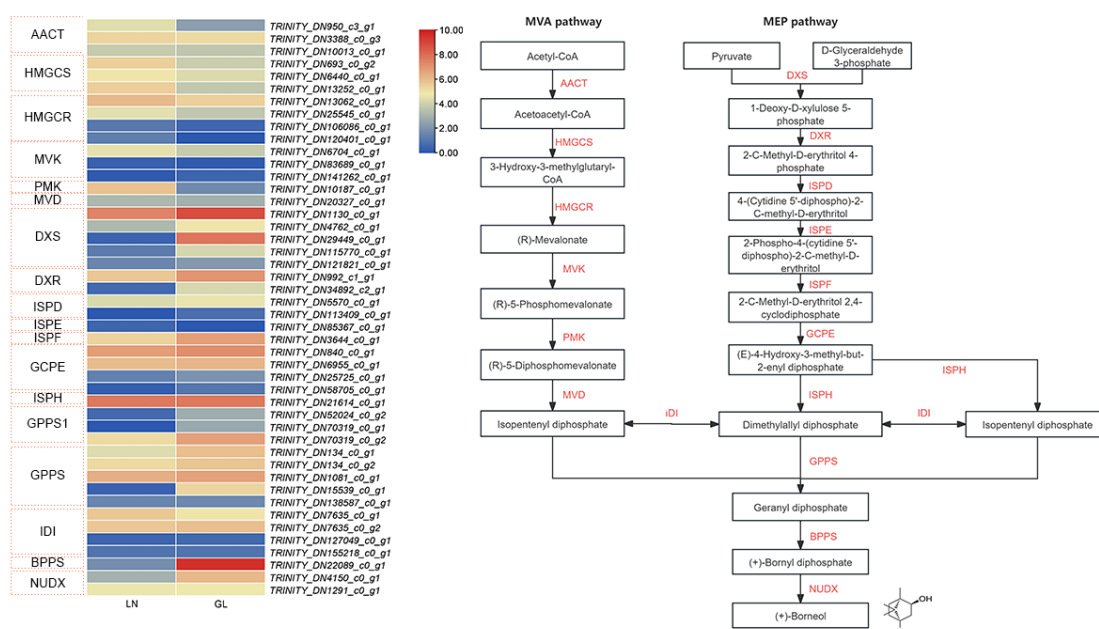 AACT
HMGCS
HMGCR
MVK
PMK
MVD
DXS
DXR
ISPD
ISPE
ISPF
GCPE
ISPH
GPPS1
GPPS
IDI
BPPS
NUDX
TRINITY_DN950_c3_g1
TRINITY_DN3388_c0_g3
TRINITY_DN10013_c0_g1
TRINITY_DN693_c0_g2
TRINITY_DN6440_c0_g1
TRINITY_DN13252_c0_g1
TRINITY_DN13062_c0_g1
TRINITY_DN25545_c0_g1
TRINITY_DN106086_c0_g1
TRINITY_DN120401_c0_g1
TRINITY_DN6704_c0_g1
TRINITY_DN83689_c0_g1
TRINITY_DN141262_c0_g1
TRINITY_DN10187_c0_g1
TRINITY_DN20327_c0_g1
TRINITY_DN1130_c0_g1
TRINITY_DN4762_c0_g1
TRINITY_DN29449_c0_g1
TRINITY_DN115770_c0_g1
TRINITY_DN121821_c0_g1
TRINITY_DN992_c1_g1
TRINITY_DN34892_c2_g1
TRINITY_DN5570_c0_g1
TRINITY_DN113409_c0_g1
TRINITY_DN85367_c0_g1
TRINITY_DN3644_c0_g1
TRINITY_DN840_c0_g1
TRINITY_DN6955_c0_g1
TRINITY_DN25725_c0_g1
TRINITY_DN58705_c0_g1
TRINITY_DN21614_c0_g1
TRINITY_DN52024_c0_g2
TRINITY_DN70319_c0_g1
TRINITY_DN70319_c0_g2
TRINITY_DN134_c0_g1
TRINITY_DN134_c0_g2
TRINITY_DN1081_c0_g1
TRINITY_DN15539_c0_g1
TRINITY_DN138587_c0_g1
TRINITY_DN7635_c0_g1
TRINITY_DN7635_c0_g2
TRINITY_DN127049_c0_g1
TRINITY_DN155218_c0_g1
TRINITY_DN22089_c0_g1
TRINITY_DN4150_c0_g1
TRINITY_DN1291_c0_g1
LN
GL
10.00
8.00
6.00
4.00
2.00
0.00
MVA pathway
Acetyl-CoA
AACT
Acetoacetyl-CoA
HMGCS
3-Hydroxy-3-methylglutaryl-
CoA
HMGCR
(R)-Mevalonate
MVK
(R)-5-Phosphomevalonate
PMK
(R)-5-Diphosphomevalonate
MVD
Isopentenyl diphosphate
IDI
MEP pathway
Pyruvate
D-Glyceraldehyde
3-phosphate
DXS
1-Deoxy-D-xylulose 5-
phosphate
DXR
2-C-Methyl-D-erythritol 4-
phosphate
ISPD
4-(Cytidine 5'-diphospho)-2-
C-methyl-D-erythritol
ISPE
2-Phospho-4-(cytidine 5'-
diphospho)-2-C-methyl-D-
erythritol
ISPF
2-C-Methyl-D-erythritol 2,4-
cyclodiphosphate
GCPE
(E)-4-Hydroxy-3-methyl-but-
2-enyl diphosphate
ISPH
ISPH
Dimethylallyl diphosphate
IDI
Isopentenyl diphosphate
GPPS
Geranyl diphosphate
BPPS
(+)-Bornyl diphosphate
NUDX
(+)-Borneol
OH